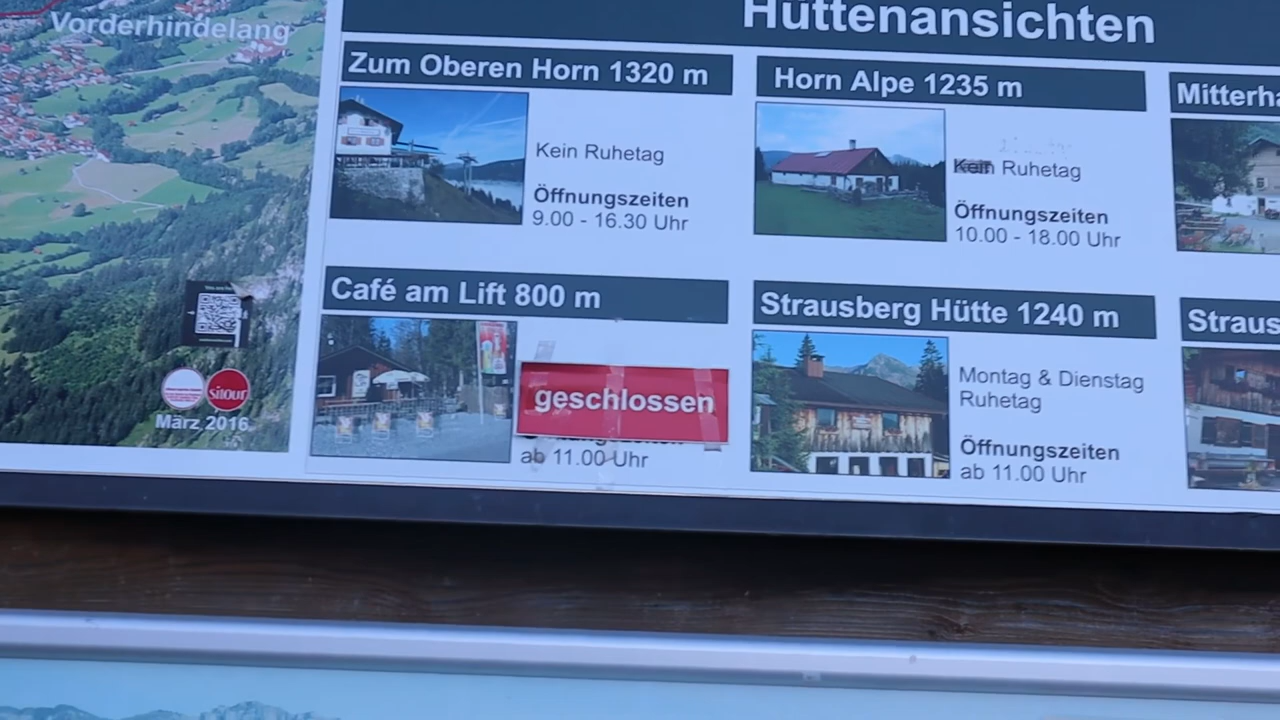 Vorderhindelang
Hüttenansichten
Zum Oberen Horn 1320 m
Kein Ruhetag
Öffnungszeiten
9.00 - 16.30 Uhr
Horn Alpe 1235 m
Kein Ruhetag
Öffnungszeiten
10.00 - 18.00 Uhr
Mitterha
Café am Lift 800 m
geschlossen
ab 11.00 Uhr
Strausberg Hütte 1240 m
Montag & Dienstag
Ruhetag
Öffnungszeiten
ab 11.00 Uhr
Straus
Sitour
März 2016